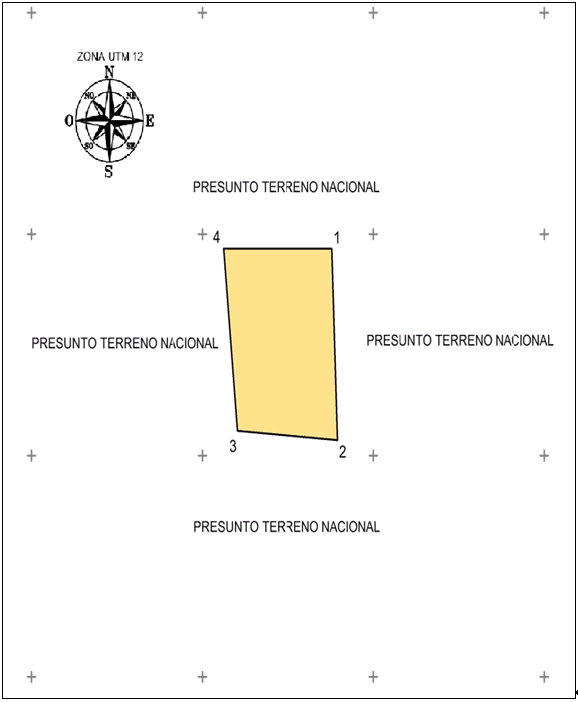 ZONA UTM 12
N
NO NE
O E
SO SE
S
PRESUNTO TERRENO NACIONAL
4 1
PRESUNTO TERRENO NACIONAL
PRESUNTO TERRENO NACIONAL
3 2
PRESUNTO TERRENO NACIONAL